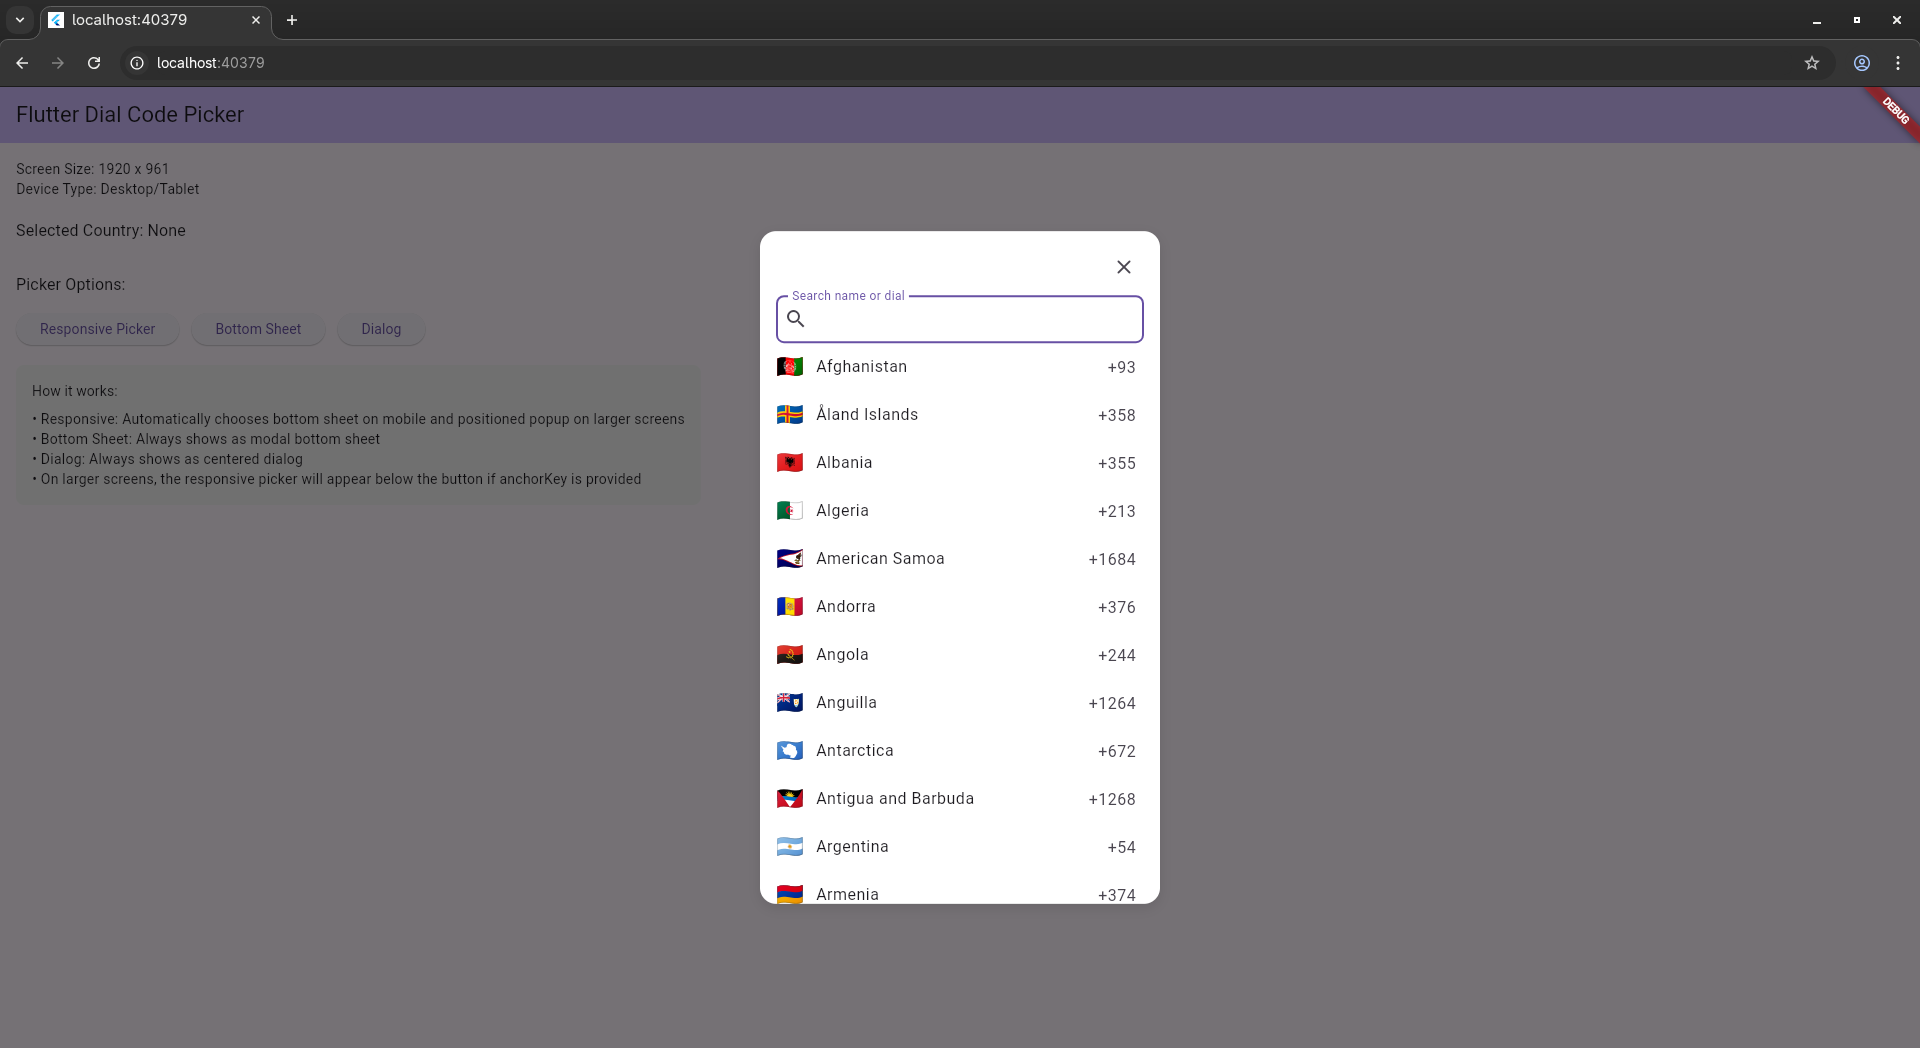 localhost:40379
localhost:40379
Flutter Dial Code Picker
DEBUG
Screen Size: 1920 x 961
Device Type: Desktop/Tablet
Selected Country: None
Picker Options:
Responsive Picker Bottom Sheet Dialog
How it works:
• Responsive: Automatically chooses bottom sheet on mobile and positioned popup on larger screens
• Bottom Sheet: Always shows as modal bottom sheet
• Dialog: Always shows as centered dialog
• On larger screens, the responsive picker will appear below the button if anchorKey is provided
Search name or dial
Afghanistan +93
Åland Islands +358
Albania +355
Algeria +213
American Samoa +1684
Andorra +376
Angola +244
Anguilla +1264
Antarctica +672
Antigua and Barbuda +1268
Argentina +54
Armenia +374